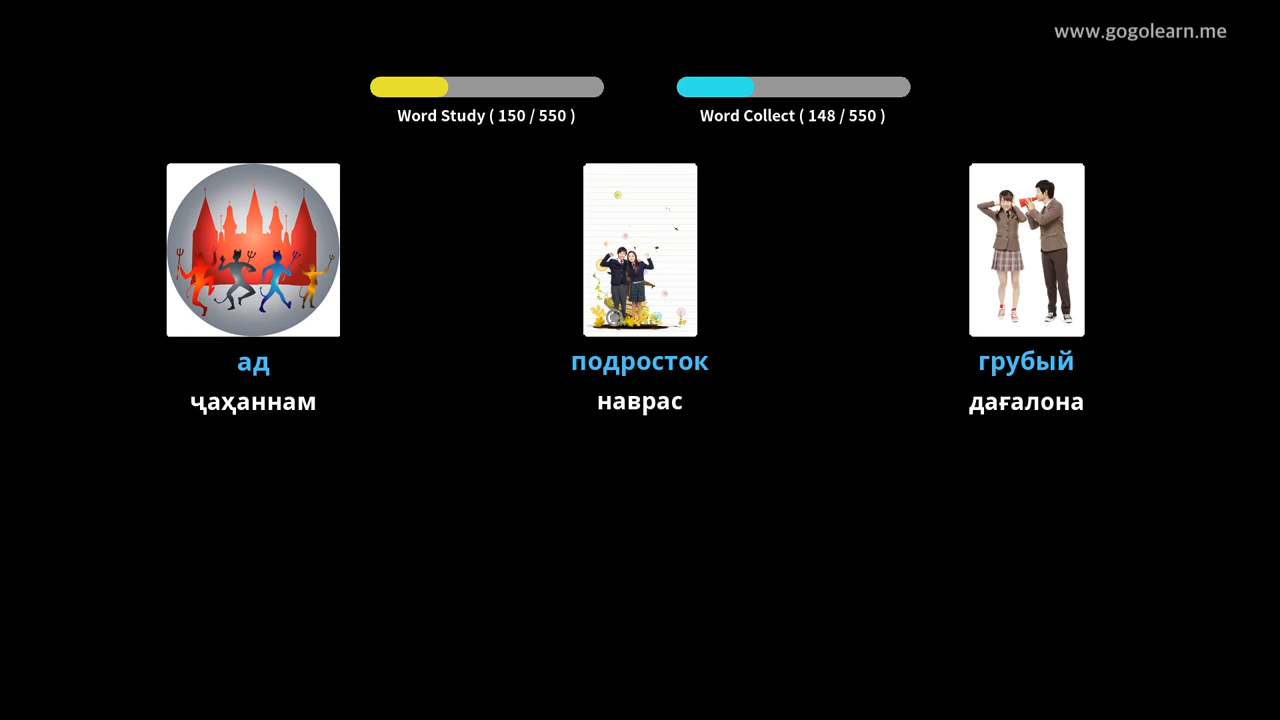 www.gogolearn.me
Word Study ( 150 / 550 )
Word Collect ( 148 / 550 )
ад
подросток
грубый
ҷаҳаннам
наврас
дағалона